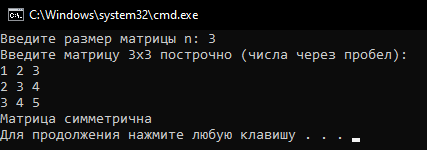 C:\Windows\system32\cmd.exe
Введите размер матрицы n: 3
Введите матрицу 3x3 построчно (числа через пробел):
1 2 3
2 3 4
3 4 5
Матрица симметрична
Для продолжения нажмите любую клавишу . . .